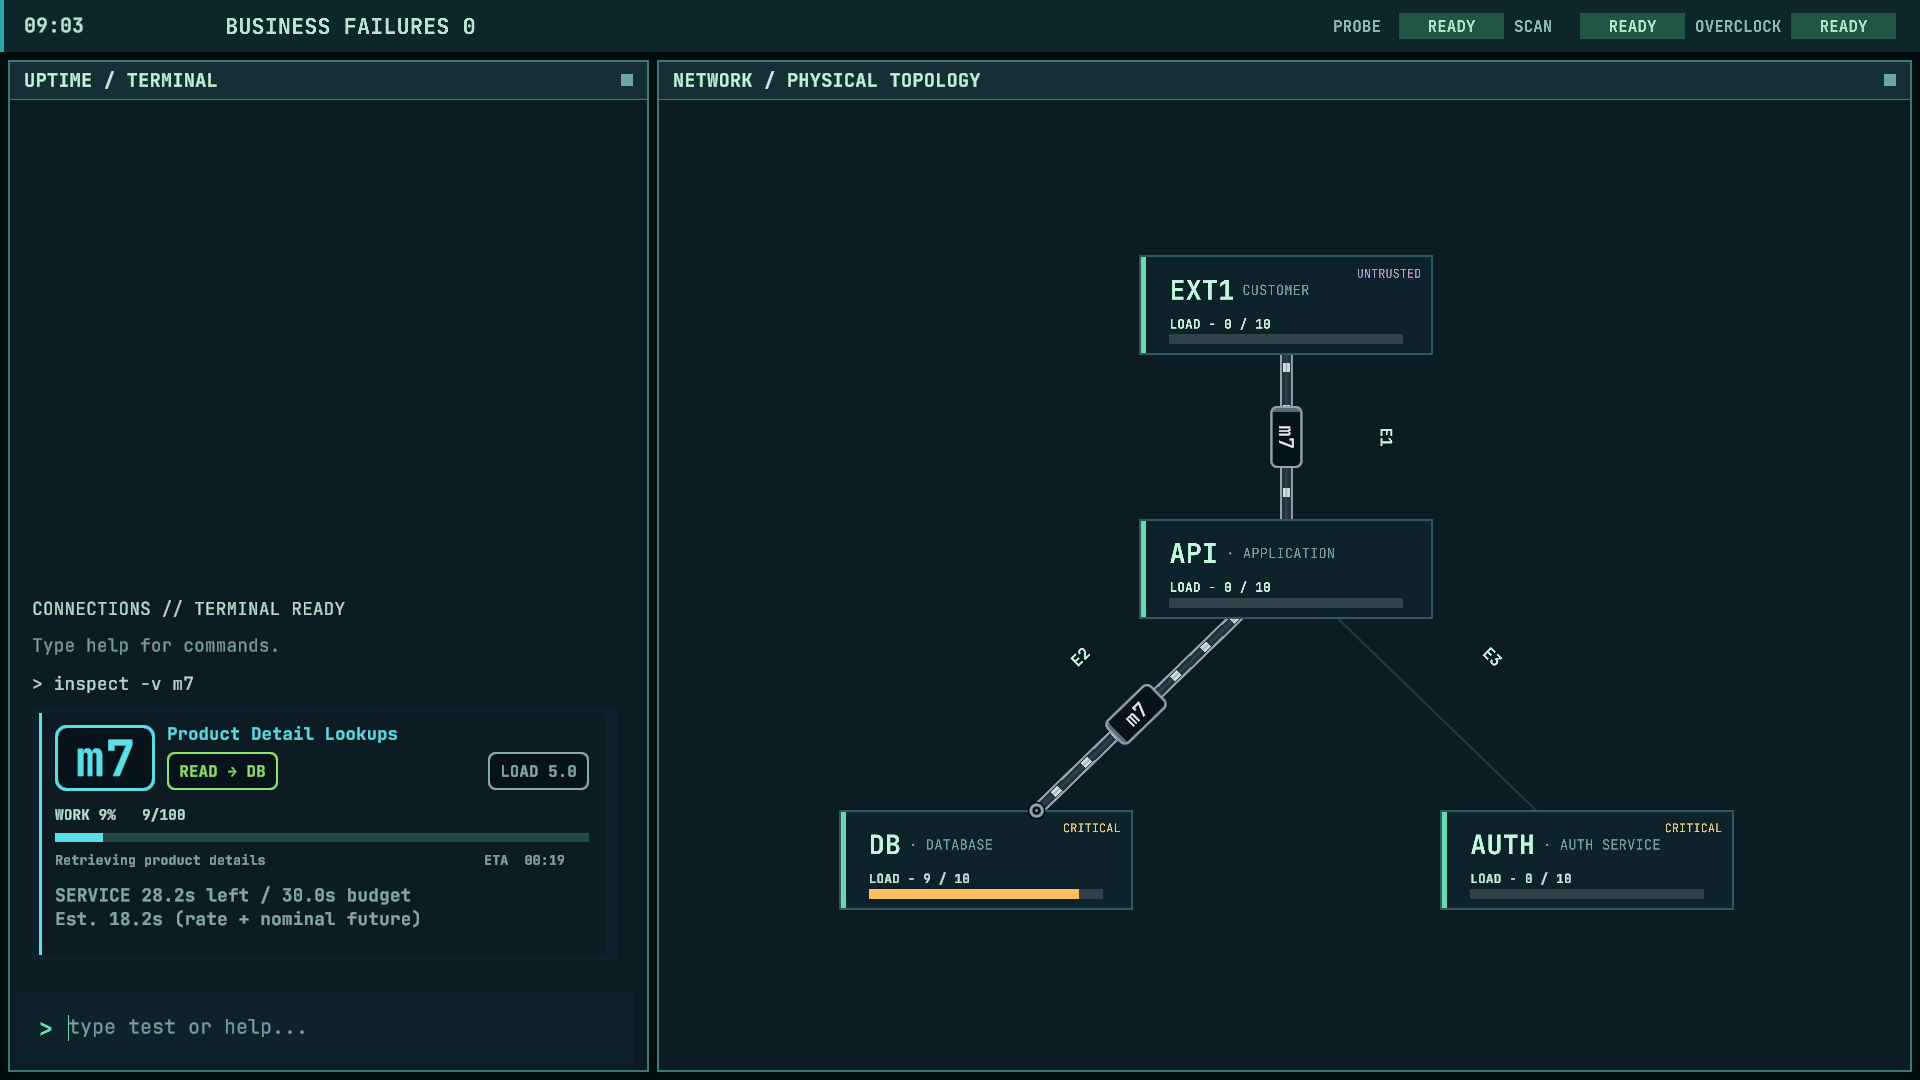 09:03
BUSINESS FAILURES 0
PROBE READY SCAN READY OVERCLOCK READY
UPTIME / TERMINAL
CONNECTIONS // TERMINAL READY
Type help for commands.
> inspect -v m7
m7
Product Detail Lookups
READ → DB
LOAD 5.0
WORK 9% 9/100
Retrieving product details
ETA 00:19
SERVICE 28.2s left / 30.0s budget
Est. 18.2s (rate + nominal future)
> type test or help...
NETWORK / PHYSICAL TOPOLOGY
UNTRUSTED
EXT1 CUSTOMER
LOAD - 0 / 10
m7
E1
API · APPLICATION
LOAD - 0 / 10
E2
E3
m7
CRITICAL
DB · DATABASE
LOAD - 9 / 10
CRITICAL
AUTH · AUTH SERVICE
LOAD - 0 / 10